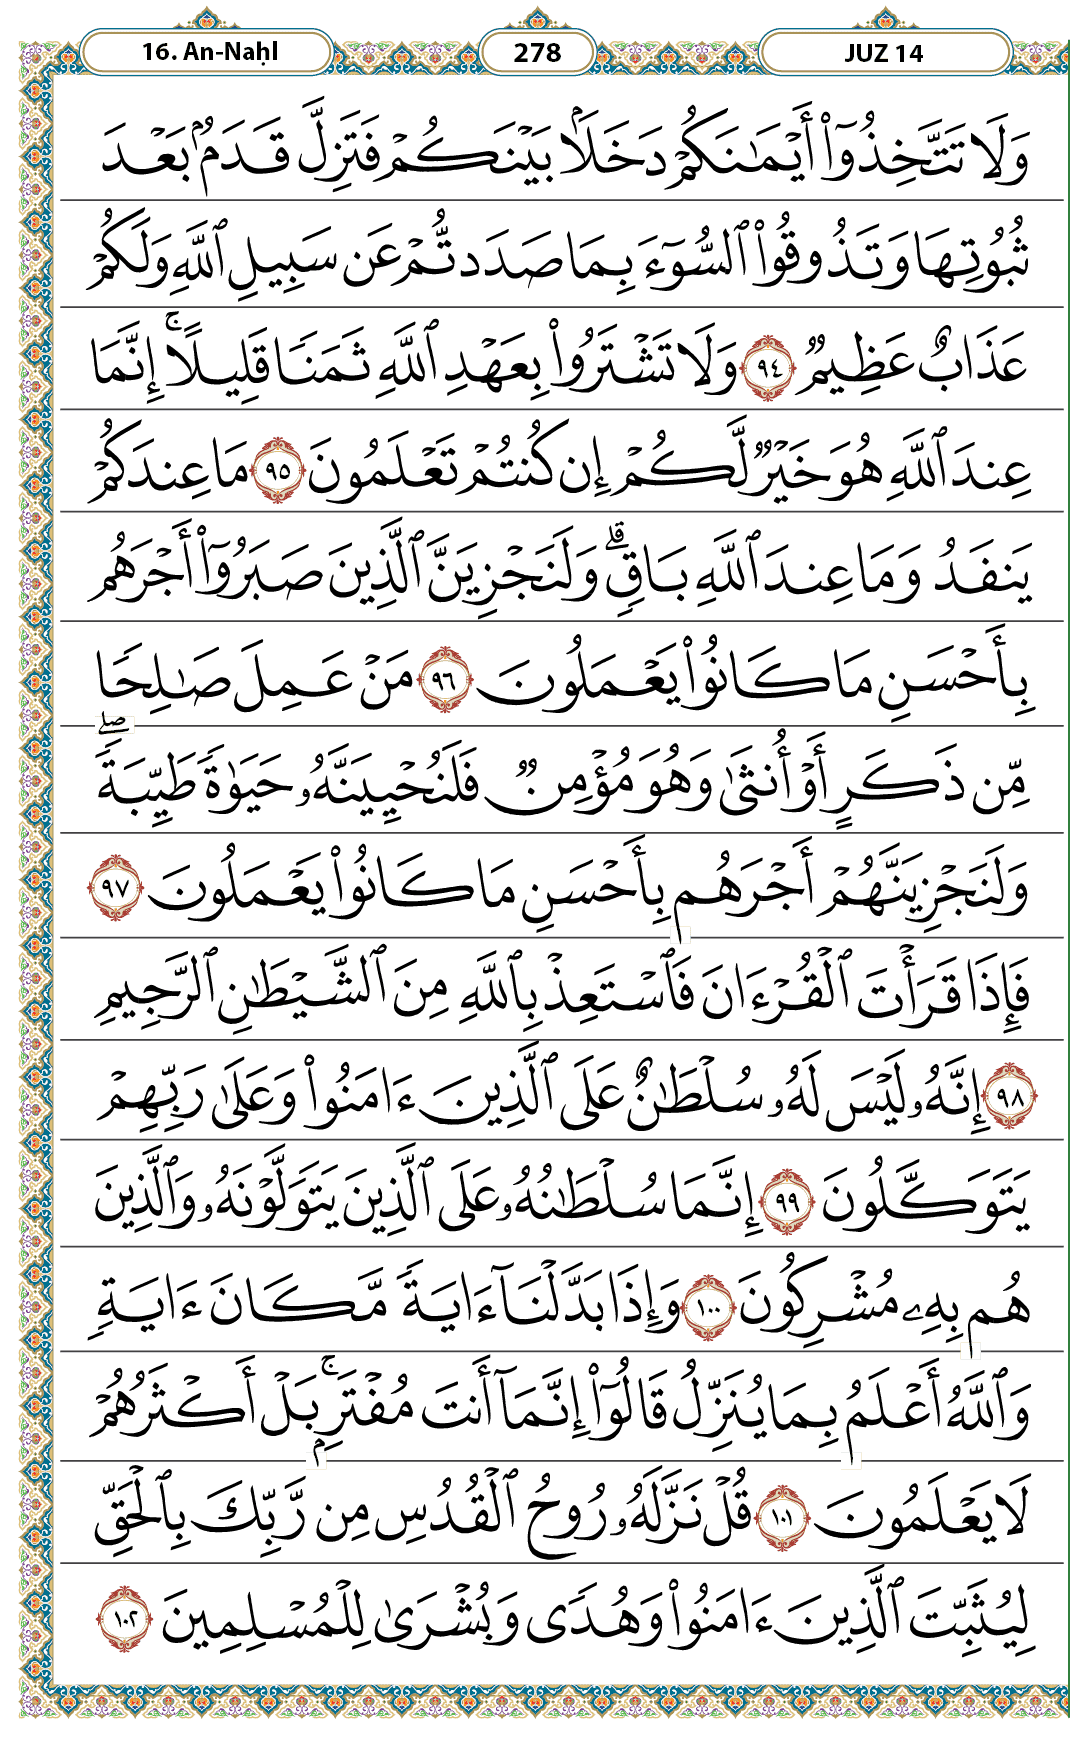 16. An-Naḥl
278
JUZ 14
وَلَا تَتَّخِذُوٓا۟ أَيْمَـٰنَكُمْ دَخَلًۢا بَيْنَكُمْ فَتَزِلَّ قَدَمٌۢ بَعْدَ
ثُبُوتِهَا وَتَذُوقُوا۟ ٱلسُّوٓءَ بِمَا صَدَدتُّمْ عَن سَبِيلِ ٱللَّهِ وَلَكُمْ
عَذَابٌ عَظِيمٌ ٩٤ وَلَا تَشْتَرُوا۟ بِعَهْدِ ٱللَّهِ ثَمَنًا قَلِيلًا ۚ إِنَّمَا
عِندَ ٱللَّهِ هُوَ خَيْرٌ لَّكُمْ إِن كُنتُمْ تَعْلَمُونَ ٩٥ مَا عِندَكُمْ
يَنفَدُ وَمَا عِندَ ٱللَّهِ بَاقٍ ۗ وَلَنَجْزِيَنَّ ٱلَّذِينَ صَبَرُوٓا۟ أَجْرَهُم
بِأَحْسَنِ مَا كَانُوا۟ يَعْمَلُونَ ٩٦ مَنْ عَمِلَ صَـٰلِحًا
مِّن ذَكَرٍ أَوْ أُنثَىٰ وَهُوَ مُؤْمِنٌ فَلَنُحْيِيَنَّهُۥ حَيَوٰةً طَيِّبَةً ۖ
وَلَنَجْزِيَنَّهُمْ أَجْرَهُم بِأَحْسَنِ مَا كَانُوا۟ يَعْمَلُونَ ٩٧
فَإِذَا قَرَأْتَ ٱلْقُرْءَانَ فَٱسْتَعِذْ بِٱللَّهِ مِنَ ٱلشَّيْطَـٰنِ ٱلرَّجِيمِ
٩٨ إِنَّهُۥ لَيْسَ لَهُۥ سُلْطَـٰنٌ عَلَى ٱلَّذِينَ ءَامَنُوا۟ وَعَلَىٰ رَبِّهِمْ
يَتَوَكَّلُونَ ٩٩ إِنَّمَا سُلْطَـٰنُهُۥ عَلَى ٱلَّذِينَ يَتَوَلَّوْنَهُۥ وَٱلَّذِينَ
هُم بِهِۦ مُشْرِكُونَ ١٠٠ وَإِذَا بَدَّلْنَآ ءَايَةً مَّكَانَ ءَايَةٍ
وَٱللَّهُ أَعْلَمُ بِمَا يُنَزِّلُ قَالُوٓا۟ إِنَّمَآ أَنتَ مُفْتَرٍۭ ۚ بَلْ أَكْثَرُهُمْ
لَا يَعْلَمُونَ ١٠١ قُلْ نَزَّلَهُۥ رُوحُ ٱلْقُدُسِ مِن رَّبِّكَ بِٱلْحَقِّ
لِيُثَبِّتَ ٱلَّذِينَ ءَامَنُوا۟ وَهُدًى وَبُشْرَىٰ لِلْمُسْلِمِينَ ١٠٢